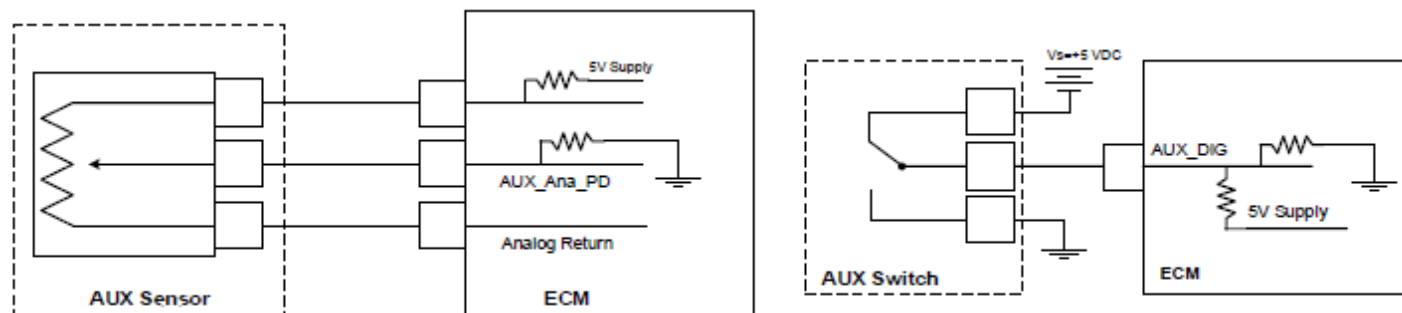 5V Supply
AUX_Ana_PD
Analog Return
AUX Sensor
ECM
Vs=+5 VDC
AUX_DIG
5V Supply
AUX Switch
ECM